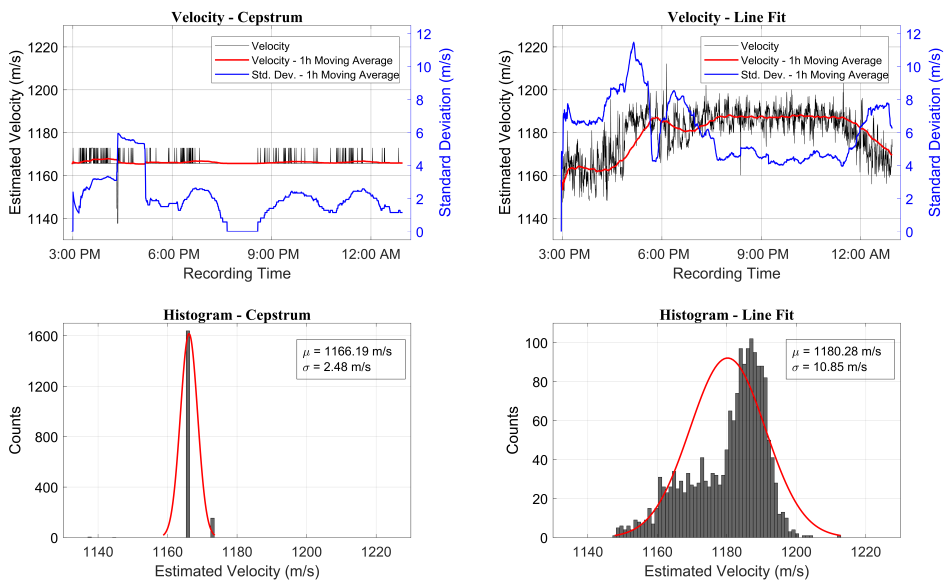 Velocity - Cepstrum
1220
1200
1180
1160
1140
Estimated Velocity (m/s)
12
10
8
6
4
2
0
Standard Deviation (m/s)
Velocity
Velocity - 1h Moving Average
Std. Dev. - 1h Moving Average
3:00 PM 6:00 PM 9:00 PM 12:00 AM
Recording Time
Velocity - Line Fit
1220
1200
1180
1160
1140
Estimated Velocity (m/s)
12
10
8
6
4
2
0
Standard Deviation (m/s)
Velocity
Velocity - 1h Moving Average
Std. Dev. - 1h Moving Average
3:00 PM 6:00 PM 9:00 PM 12:00 AM
Recording Time
Histogram - Cepstrum
1600
1200
800
400
0
Counts
μ = 1166.19 m/s
σ = 2.48 m/s
1140 1160 1180 1200 1220
Estimated Velocity (m/s)
Histogram - Line Fit
100
80
60
40
20
0
Counts
μ = 1180.28 m/s
σ = 10.85 m/s
1140 1160 1180 1200 1220
Estimated Velocity (m/s)